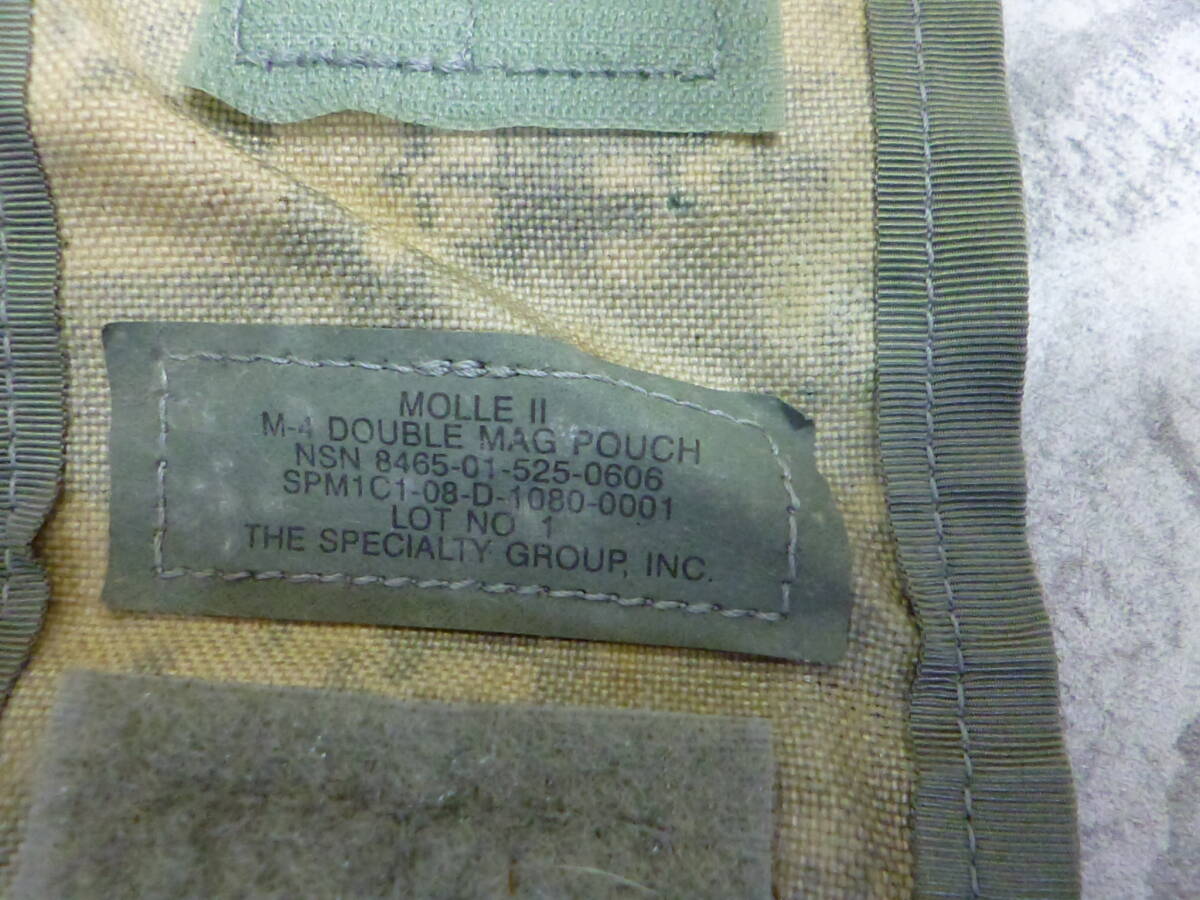 MOLLE II
M-4 DOUBLE MAG POUCH
NSN 8465-01-525-0606
SPM1C1-08-D-1080-0001
LOT NO 1
THE SPECIALTY GROUP, INC.